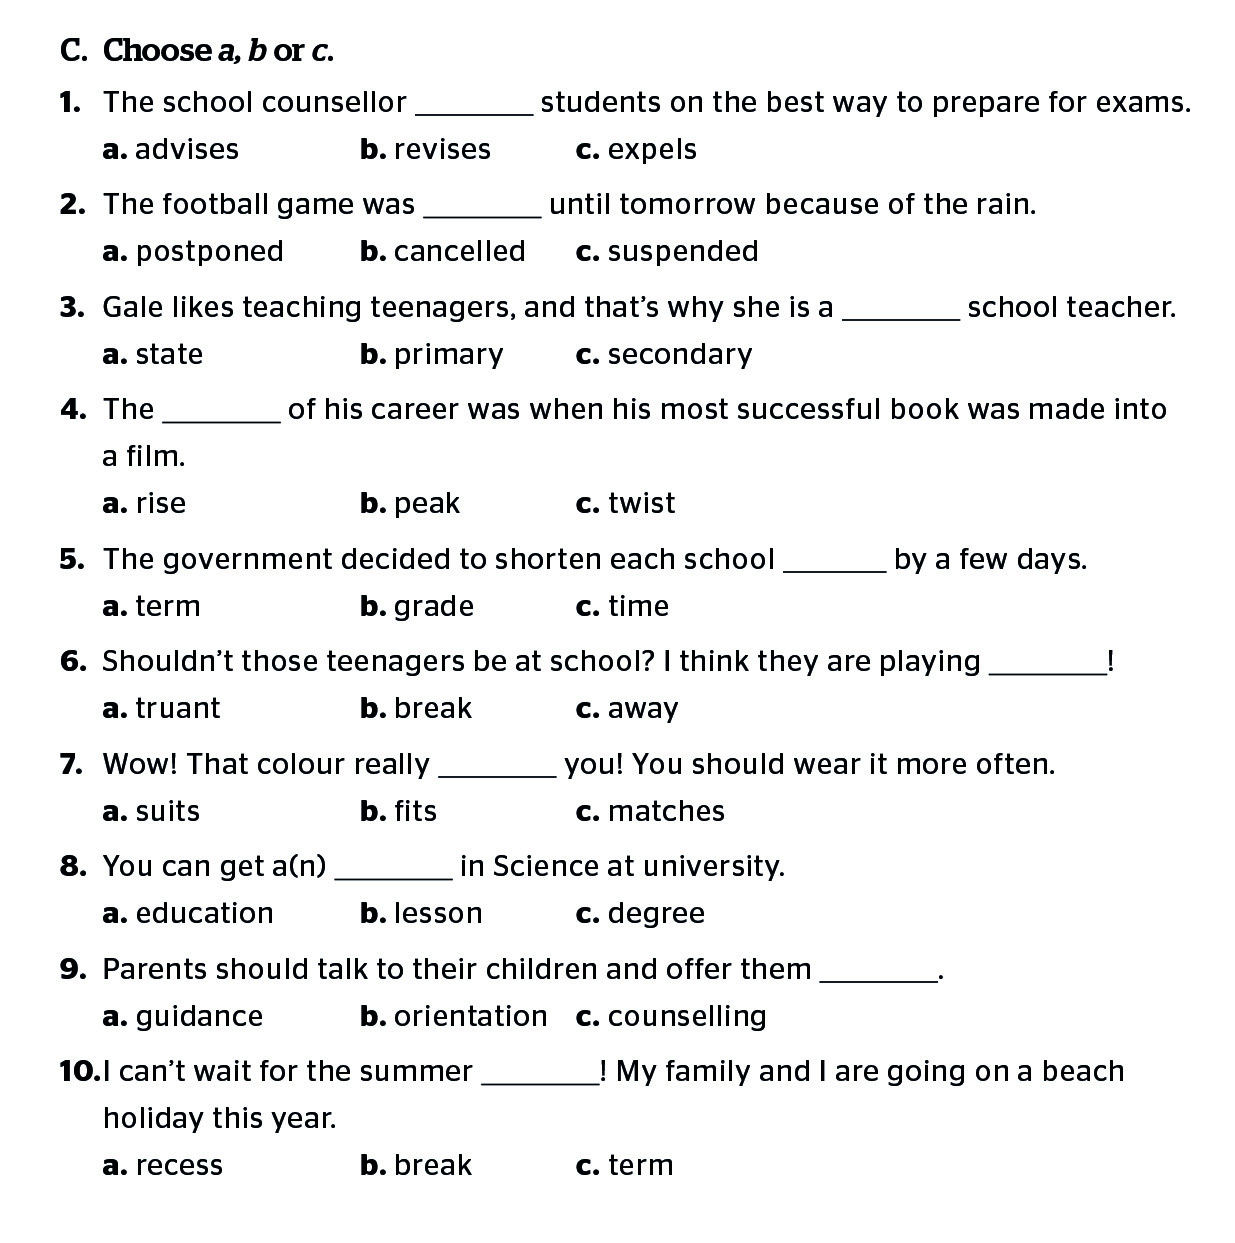 C. Choose a, b or c.
1. The school counsellor ________ students on the best way to prepare for exams.
a. advises b. revises c. expels
2. The football game was ________ until tomorrow because of the rain.
a. postponed b. cancelled c. suspended
3. Gale likes teaching teenagers, and that’s why she is a ________ school teacher.
a. state b. primary c. secondary
4. The ________ of his career was when his most successful book was made into
a film.
a. rise b. peak c. twist
5. The government decided to shorten each school _______ by a few days.
a. term b. grade c. time
6. Shouldn’t those teenagers be at school? I think they are playing ________!
a. truant b. break c. away
7. Wow! That colour really ________ you! You should wear it more often.
a. suits b. fits c. matches
8. You can get a(n) ________ in Science at university.
a. education b. lesson c. degree
9. Parents should talk to their children and offer them ________.
a. guidance b. orientation c. counselling
10. I can’t wait for the summer ________! My family and I are going on a beach
holiday this year.
a. recess b. break c. term